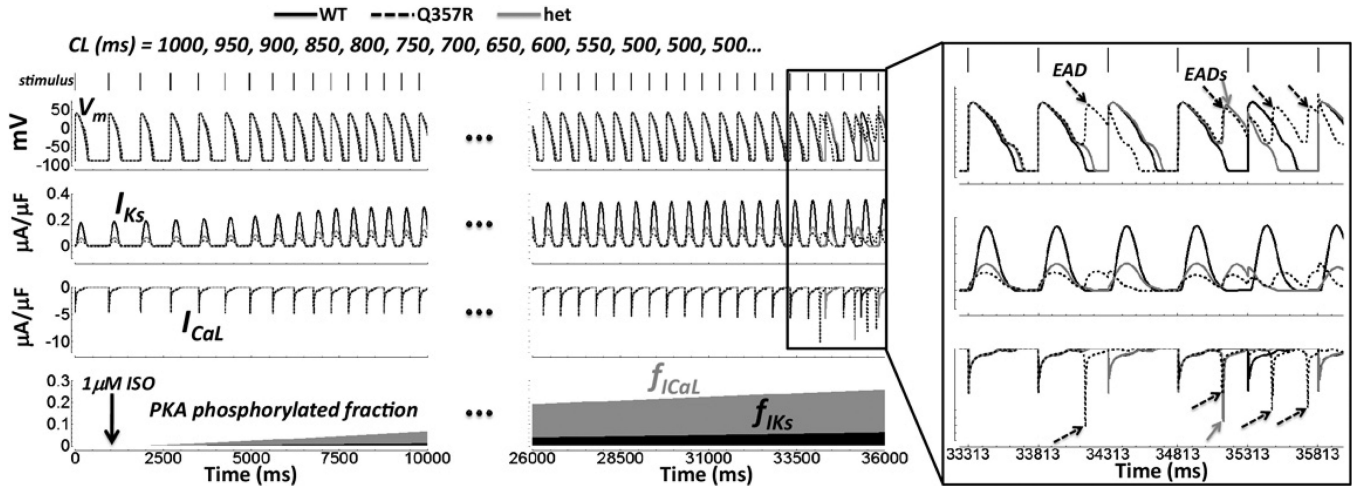 WT Q357R het
CL (ms) = 1000, 950, 900, 850, 800, 750, 700, 650, 600, 550, 500, 500, 500...
stimulus
EAD
EADs
50
0
-50
-100
mV
Vm
•••
0.4
0.2
0
µA/µF
IKs
•••
0
-5
-10
µA/µF
ICaL
•••
0.3
0.2
0.1
0
1µM ISO
PKA phosphorylated fraction
•••
fICaL
fIKs
0 2500 5000 7500 10000
Time (ms)
26000 28500 31000 33500 36000
Time (ms)
33313 33813 34313 34813 35313 35813
Time (ms)